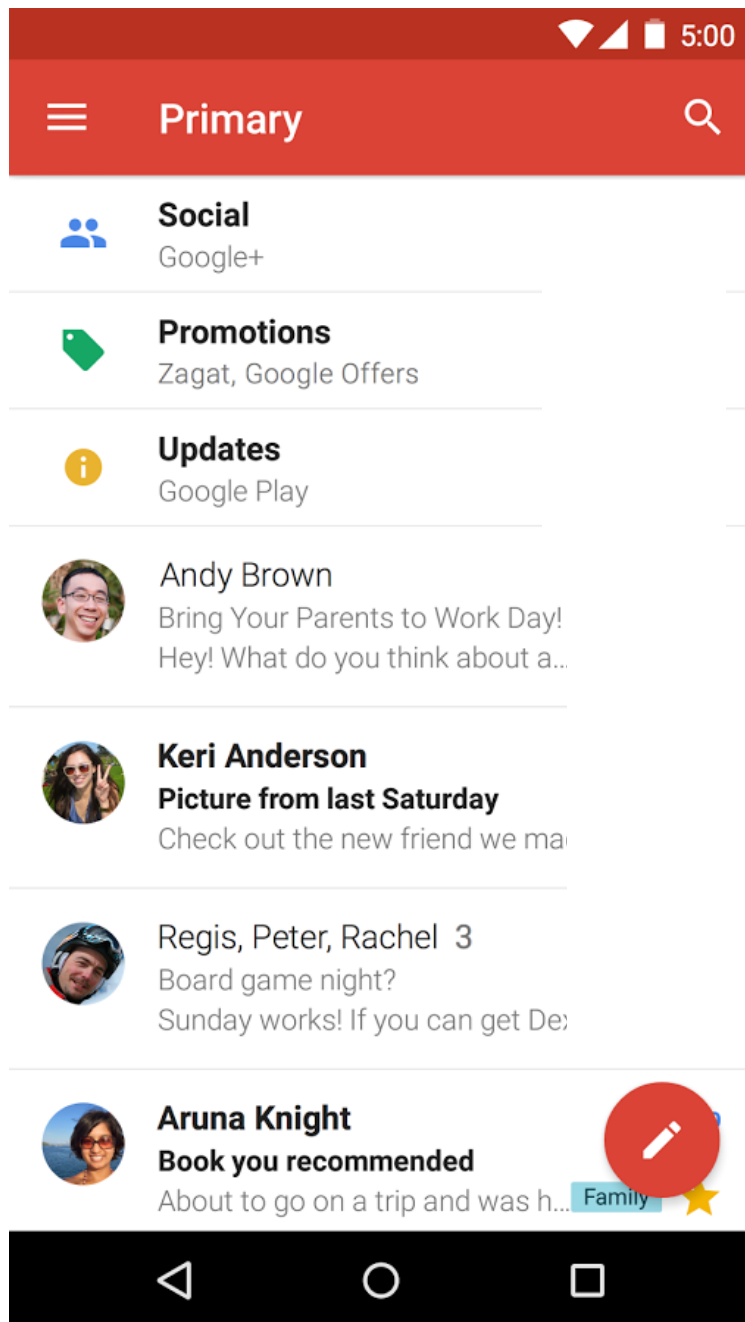 5:00
Primary
Social
Google+
Promotions
Zagat, Google Offers
Updates
Google Play
Andy Brown
Bring Your Parents to Work Day!
Hey! What do you think about a...
Keri Anderson
Picture from last Saturday
Check out the new friend we
Regis, Peter, Rachel 3
Board game night?
Sunday works! If you can get
Aruna Knight
Book you recommended
About to go on a trip and was h... Family